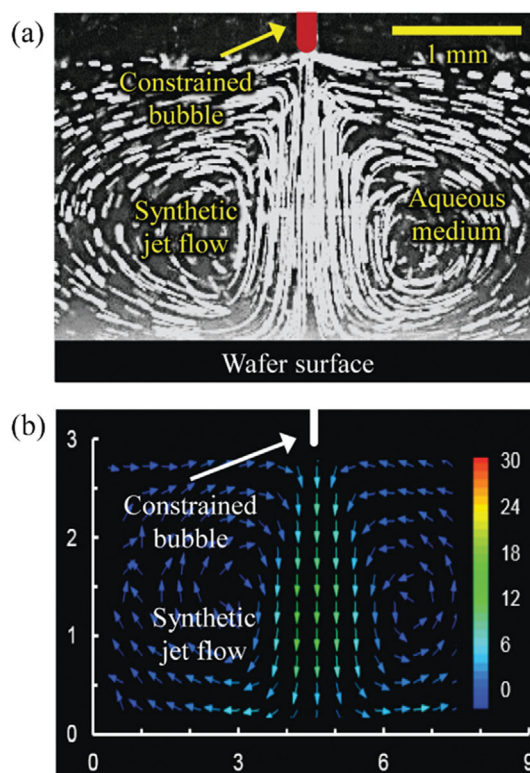 (a)
Constrained
bubble
1 mm
Synthetic
jet flow
Aqueous
medium
Wafer surface
(b)
3
2
1
0
0
3
6
9
Constrained
bubble
Synthetic
jet flow
30
24
18
12
6
0